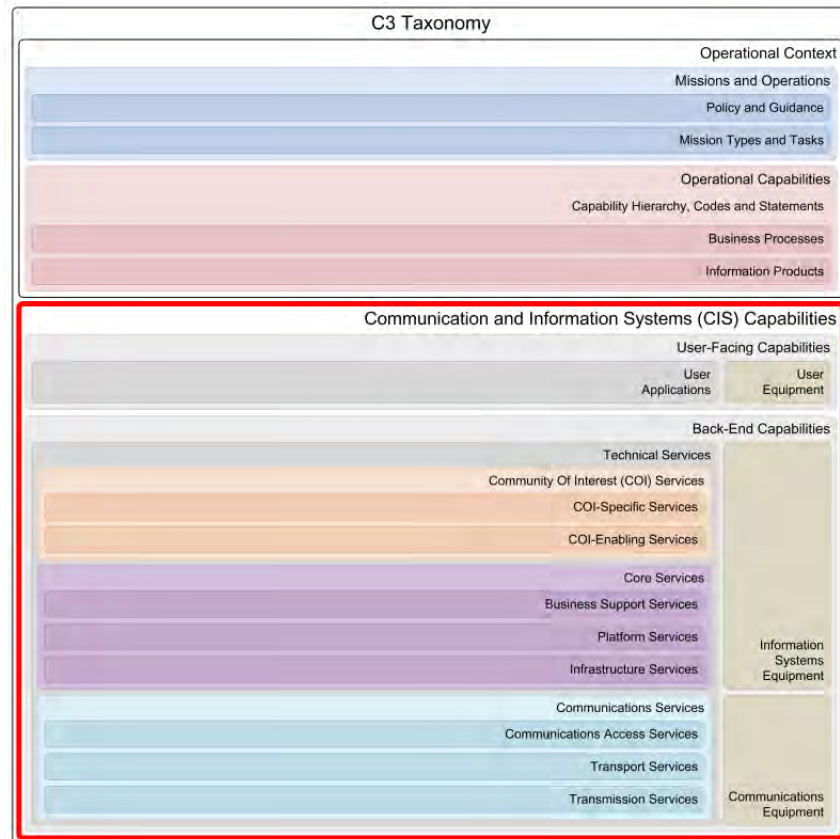 C3 Taxonomy
Operational Context
Missions and Operations
Policy and Guidance
Mission Types and Tasks
Operational Capabilities
Capability Hierarchy, Codes and Statements
Business Processes
Information Products
Communication and Information Systems (CIS) Capabilities
User-Facing Capabilities
User
Applications
User
Equipment
Back-End Capabilities
Technical Services
Community Of Interest (COI) Services
COI-Specific Services
COI-Enabling Services
Core Services
Business Support Services
Platform Services
Infrastructure Services
Information
Systems
Equipment
Communications Services
Communications Access Services
Transport Services
Transmission Services
Communications
Equipment